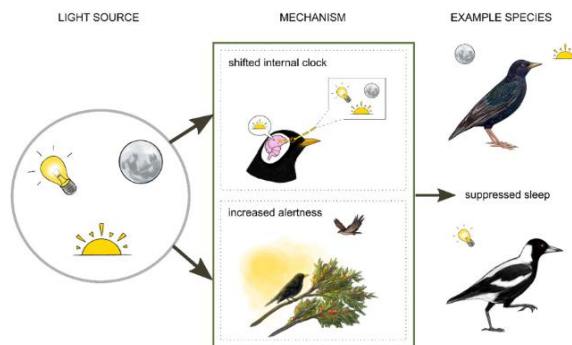 LIGHT SOURCE
MECHANISM
EXAMPLE SPECIES
shifted internal clock
increased alertness
suppressed sleep